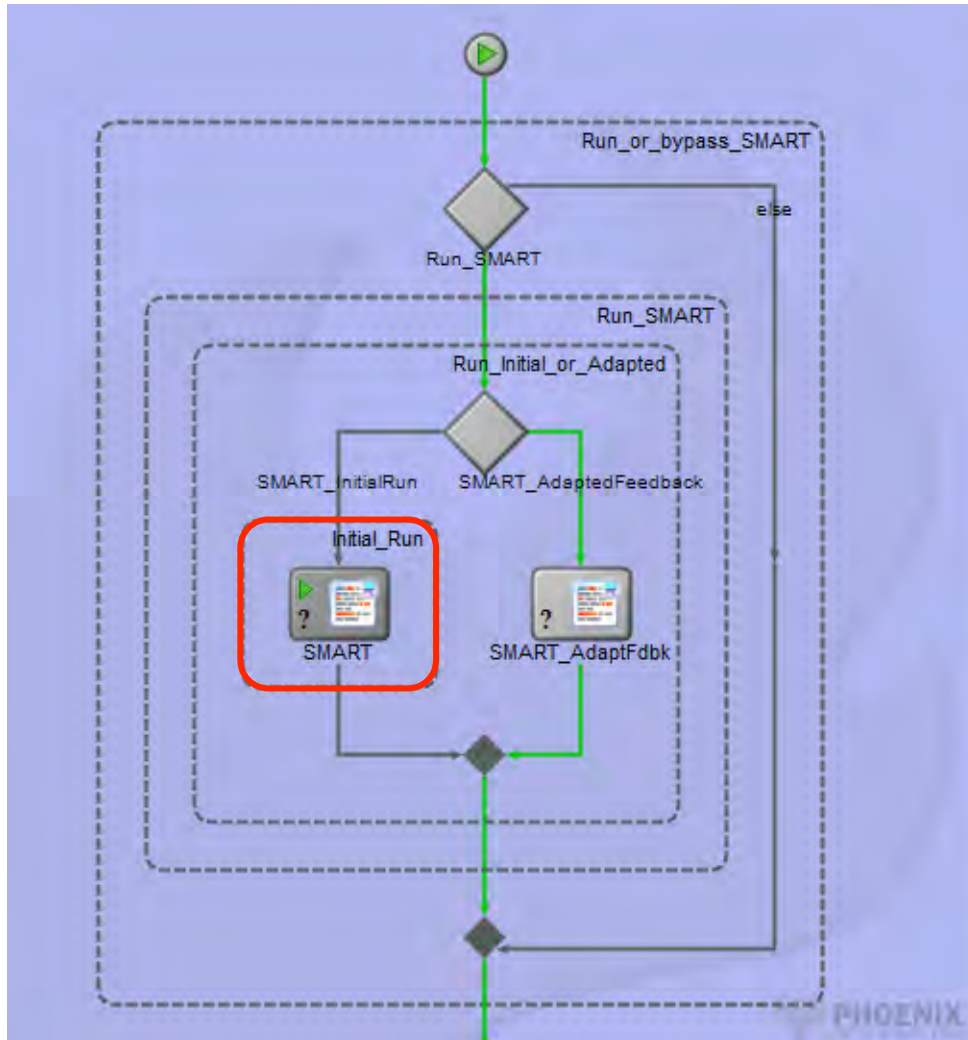 Run_or_bypass_SMART
else
Run_SMART
Run_SMART
Run_Initial_or_Adapted
SMART_InitialRun
SMART_AdaptedFeedback
Initial_Run
?
?
SMART
SMART_AdaptFdbk
PHOENIX